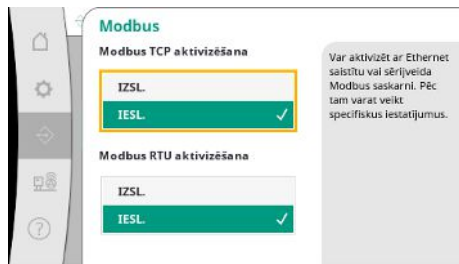 Modbus
Modbus TCP aktivizēšana
IZSL.
IESL.
Modbus RTU aktivizēšana
IZSL.
IESL.
Var aktivizēt ar Ethernet
saistītu vai sērijveida
Modbus saskarni. Pēc
tam varat veikt
specifiskus iestatījumus.